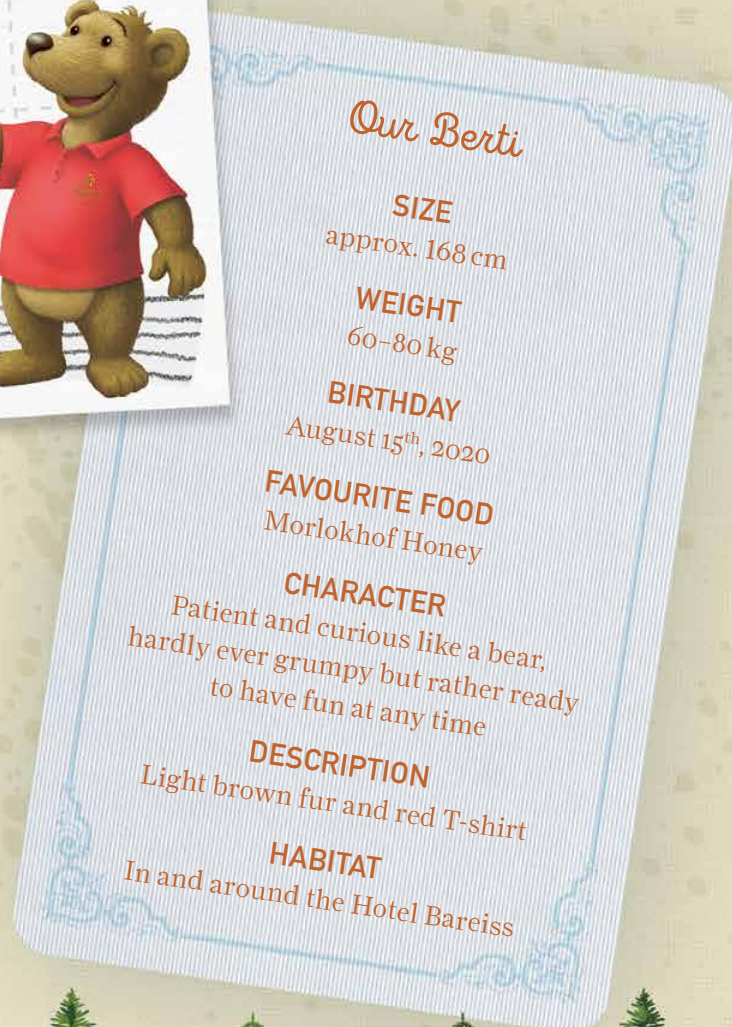 Our Berti
SIZE
approx. 168 cm
WEIGHT
60–80 kg
BIRTHDAY
August 15th, 2020
FAVOURITE FOOD
Morlokhof Honey
CHARACTER
Patient and curious like a bear,
hardly ever grumpy but rather ready
to have fun at any time
DESCRIPTION
Light brown fur and red T-shirt
HABITAT
In and around the Hotel Bareiss